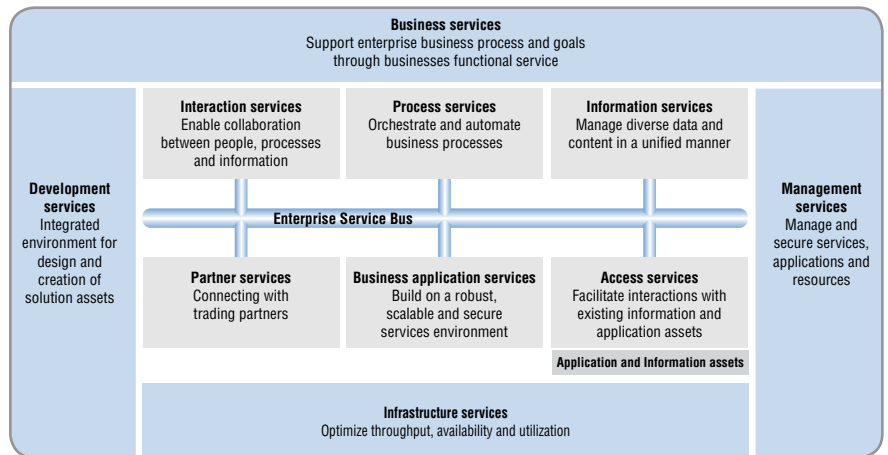 Business services
Support enterprise business process and goals
through businesses functional service
Interaction services
Enable collaboration
between people, processes
and information
Process services
Orchestrate and automate
business processes
Information services
Manage diverse data and
content in a unified manner
Development
services
Integrated
environment for
design and
creation of
solution assets
Enterprise Service Bus
Management
services
Manage and
secure services,
applications and
resources
Partner services
Connecting with
trading partners
Business application services
Build on a robust,
scalable and secure
services environment
Access services
Facilitate interactions with
existing information and
application assets
Application and Information assets
Infrastructure services
Optimize throughput, availability and utilization